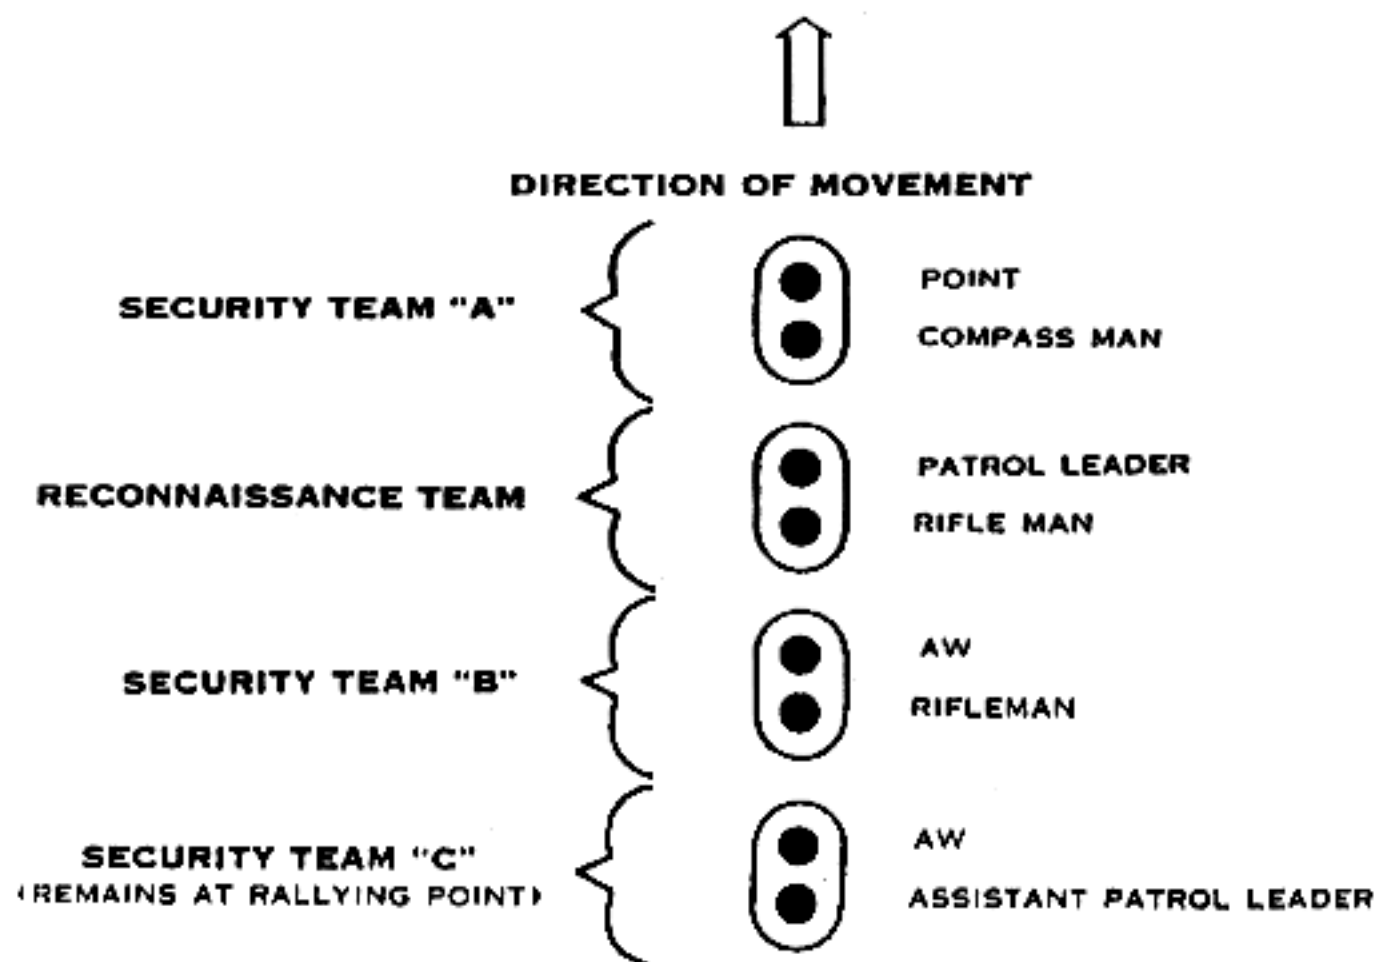 DIRECTION OF MOVEMENT
SECURITY TEAM "A"
POINT
COMPASS MAN
RECONNAISSANCE TEAM
PATROL LEADER
RIFLE MAN
SECURITY TEAM "B"
AW
RIFLEMAN
SECURITY TEAM "C"
(REMAINS AT RALLYING POINT)
AW
ASSISTANT PATROL LEADER